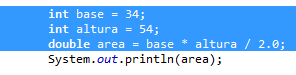 int base = 34;
int altura = 54;
double area = base * altura / 2.0;
System.out.println(area);